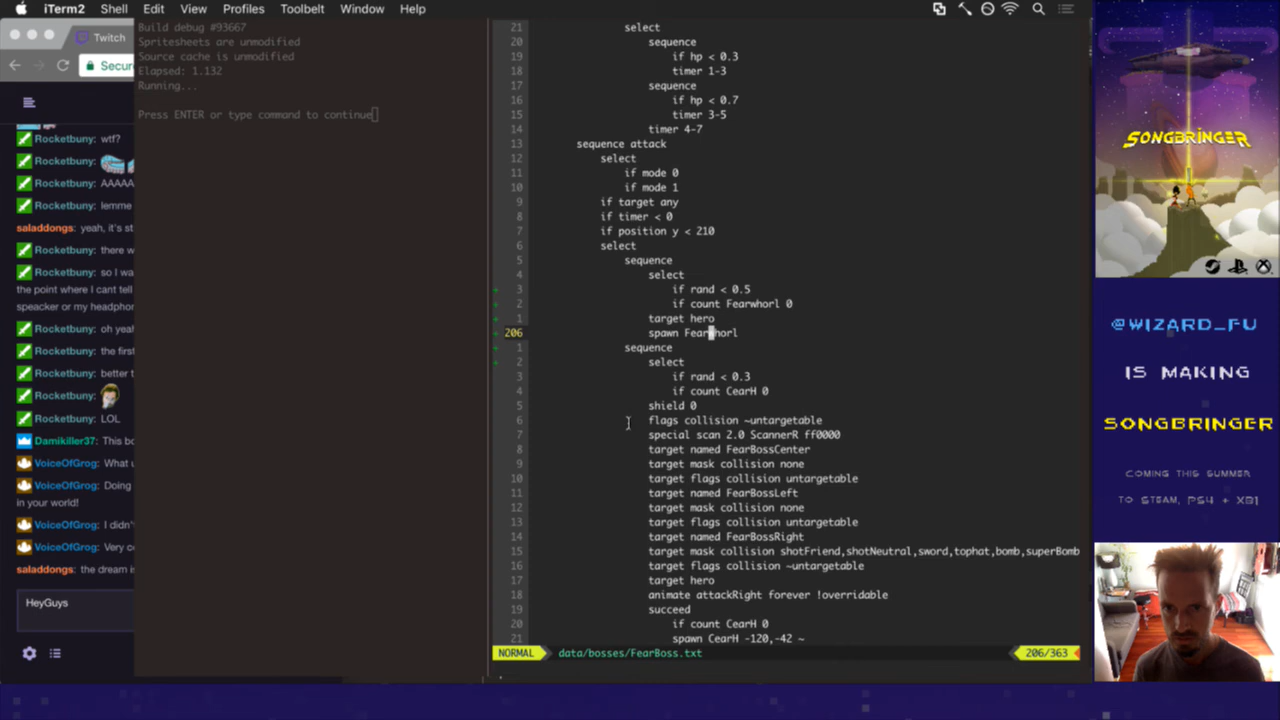 iTerm2 Shell Edit View Profiles Toolbelt Window Help
Twitch
Secur
Rocketbuny: wtf?
Rocketbuny:
Rocketbuny: AAAAA
Rocketbuny: lemme
saladdongs: yeah, it's st
Rocketbuny: there w
Rocketbuny: so I wa
the point where I cant tell
speacker or my headphor
Rocketbuny: oh yeah
Rocketbuny: the first
Rocketbuny: better t
Rocketbuny:
Rocketbuny: LOL
Damikiller37: This bo
VoiceOfGrog: What u
VoiceOfGrog: Doing
in your world!
VoiceOfGrog: I didn'
VoiceOfGrog: Very co
saladdongs: the dream is
HeyGuys
Build debug #93667
Spritesheets are unmodified
Source cache is unmodified
Elapsed: 1.132
Running...
Press ENTER or type command to continue
21 select
20 sequence
19 if hp < 0.3
18 timer 1-3
17 sequence
16 if hp < 0.7
15 timer 3-5
14 timer 4-7
13 sequence attack
12 select
11 if mode 0
10 if mode 1
9 if target any
8 if timer < 0
7 if position y < 210
6 select
5 sequence
4 select
3 if rand < 0.5
2 if count Fearwhorl 0
1 target hero
206 spawn Fearwhorl
1 sequence
2 select
3 if rand < 0.3
4 if count CearH 0
5 shield 0
6 flags collision ~untargetable
7 special scan 2.0 ScannerR ff0000
8 target named FearBossCenter
9 target mask collision none
10 target flags collision untargetable
11 target named FearBossLeft
12 target mask collision none
13 target flags collision untargetable
14 target named FearBossRight
15 target mask collision shotFriend,shotNeutral,sword,tophat,bomb,superBomb
16 target flags collision ~untargetable
17 target hero
18 animate attackRight forever !overridable
19 succeed
20 if count CearH 0
21 spawn CearH -120,-42 ~
NORMAL data/bosses/FearBoss.txt 206/363
SONGBRINGER
@WIZARD_FU
IS MAKING
SONGBRINGER
COMING THIS SUMMER
TO STEAM, PS4 + XB1